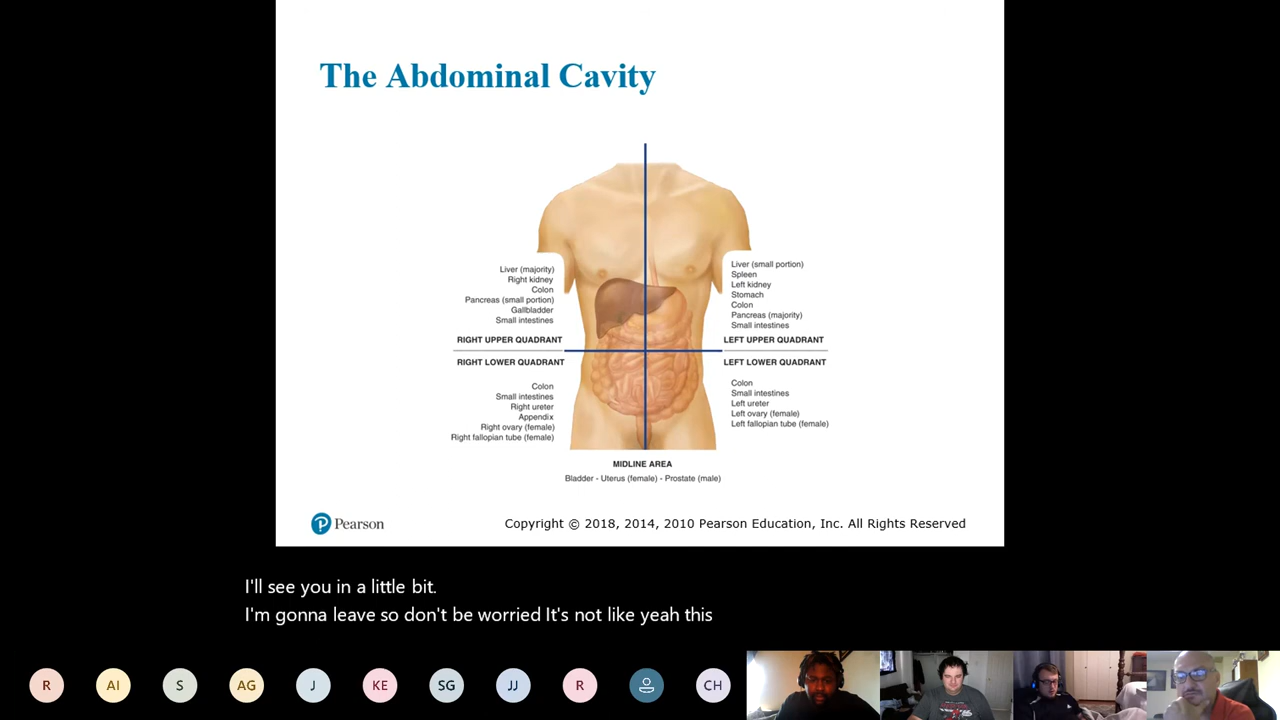 The Abdominal Cavity
Liver (majority)
Right kidney
Colon
Pancreas (small portion)
Gallbladder
Small intestines
RIGHT UPPER QUADRANT
Liver (small portion)
Spleen
Left kidney
Stomach
Colon
Pancreas (majority)
Small intestines
LEFT UPPER QUADRANT
RIGHT LOWER QUADRANT
Colon
Small intestines
Right ureter
Appendix
Right ovary (female)
Right fallopian tube (female)
LEFT LOWER QUADRANT
Colon
Small intestines
Left ureter
Left ovary (female)
Left fallopian tube (female)
MIDLINE AREA
Bladder - Uterus (female) - Prostate (male)
P Pearson
Copyright © 2018, 2014, 2010 Pearson Education, Inc. All Rights Reserved
I'll see you in a little bit.
I'm gonna leave so don't be worried It's not like yeah this
R AI S AG J KE SG JJ R CH